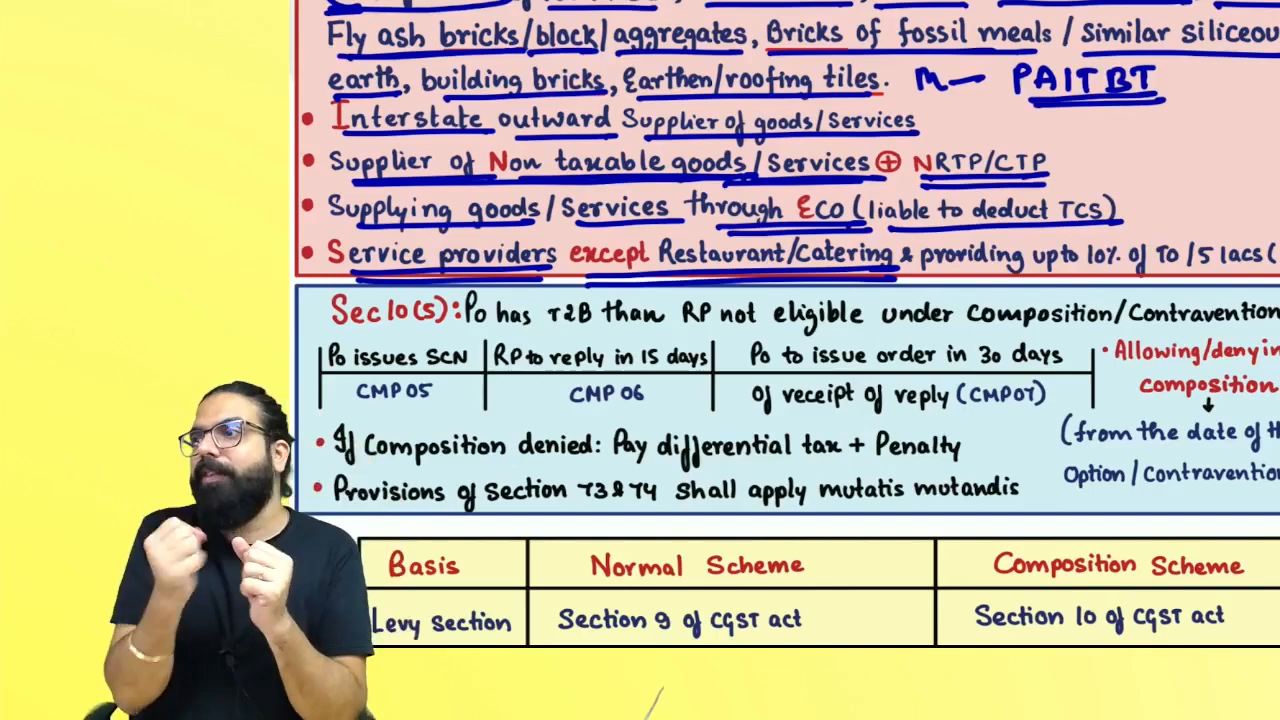 Fly ash bricks/block/aggregates, Bricks of fossil meals / Similar siliceou
earth, building bricks, Earthen/roofing tiles. M— PAITBT
• Interstate outward Supplier of goods/Services
• Supplier of Non taxable goods/Services ⊕ NRTP/CTP
• Supplying goods/Services through ECO (liable to deduct TCS)
• Service providers except Restaurant/Catering & providing upto 10% of TO/5 lacs (
Sec 10(5): PO has r2B than RP not eligible under Composition/Contravention
PO issues SCN RP to reply in 15 days PO to issue order in 30 days • Allowing/denyin
CMP 05 CMP 06 of receipt of reply (CMP07) composition
↓
• If Composition denied: Pay differential tax + Penalty (from the date of th
• Provisions of Section 73 & 74 Shall apply mutatis mutandis Option/Contraventio
Basis Normal Scheme Composition Scheme
Levy section Section 9 of CGST act Section 10 of CGST act